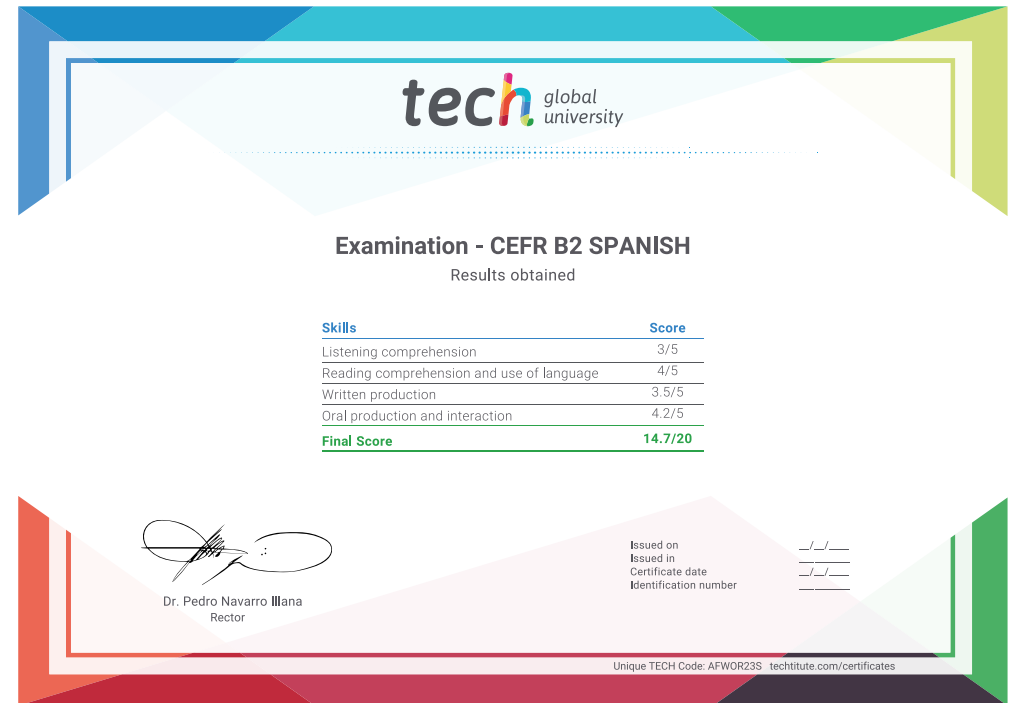 tech global university
Examination - CEFR B2 SPANISH
Results obtained
Skills Score
Listening comprehension 3/5
Reading comprehension and use of language 4/5
Written production 3.5/5
Oral production and interaction 4.2/5
Final Score 14.7/20
Issued on __/__/____
Issued in ________
Certificate date __/__/____
Identification number ________
Dr. Pedro Navarro Illana
Rector
Unique TECH Code: AFWOR23S techtitute.com/certificates